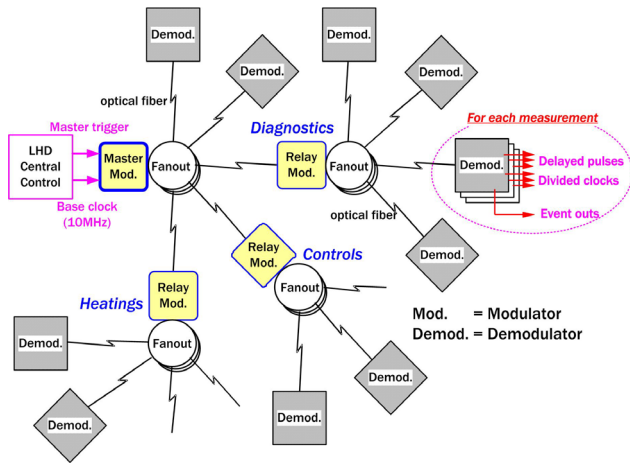 Demod.
Demod.
Demod.
Demod.
optical fiber
Master trigger
LHD
Central
Control
Master
Mod.
Fanout
Base clock
(10MHz)
Diagnostics
Relay
Mod.
Fanout
optical fiber
For each measurement
Demod.
Delayed pulses
Divided clocks
Event outs
Demod.
Relay
Mod.
Controls
Fanout
Heatings
Relay
Mod.
Fanout
Mod. = Modulator
Demod. = Demodulator
Demod.
Demod.
Demod.
Demod.